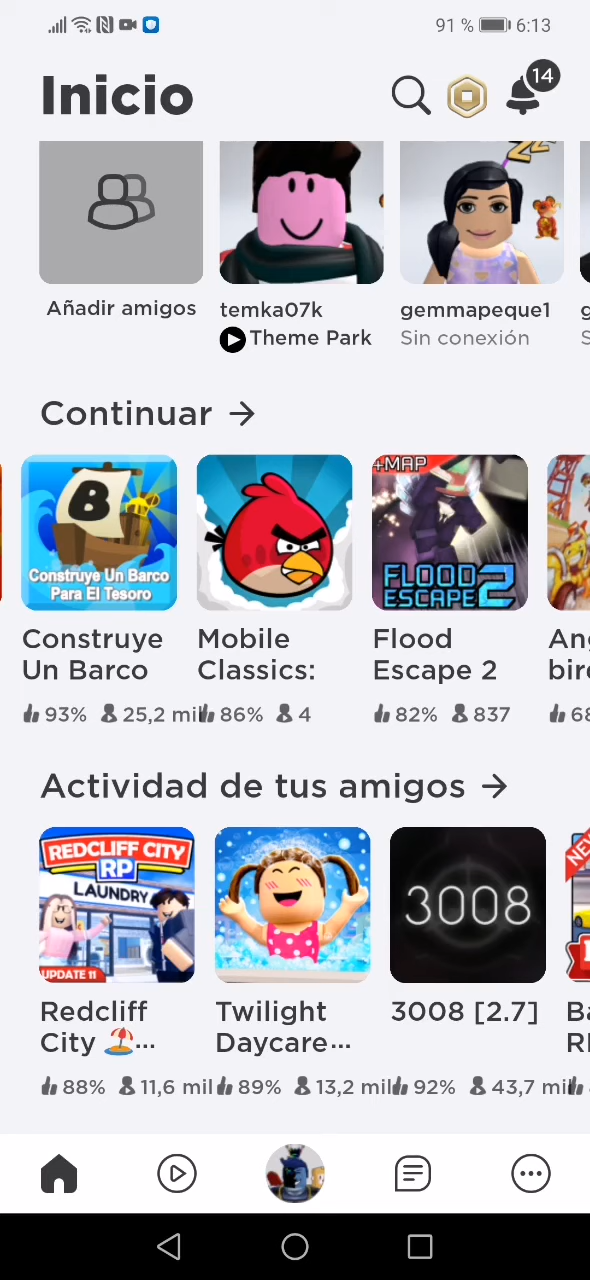 91 % 6:13
Inicio
14
Añadir amigos
temka07k
Theme Park
gemmapeque1
Sin conexión
Continuar →
B
Construye Un Barco
Para El Tesoro
+MAP
FLOOD
ESCAPE 2
Construye
Un Barco
Mobile
Classics:
Flood
Escape 2
93% 25,2 mil
86% 4
82% 837
68
Actividad de tus amigos →
REDCLIFF CITY
RP
LAUNDRY
UPDATE 11
3008
NEW
Redcliff
City 🏖️...
Twilight
Daycare...
3008 [2.7]
88% 11,6 mil
89% 13,2 mil
92% 43,7 mil